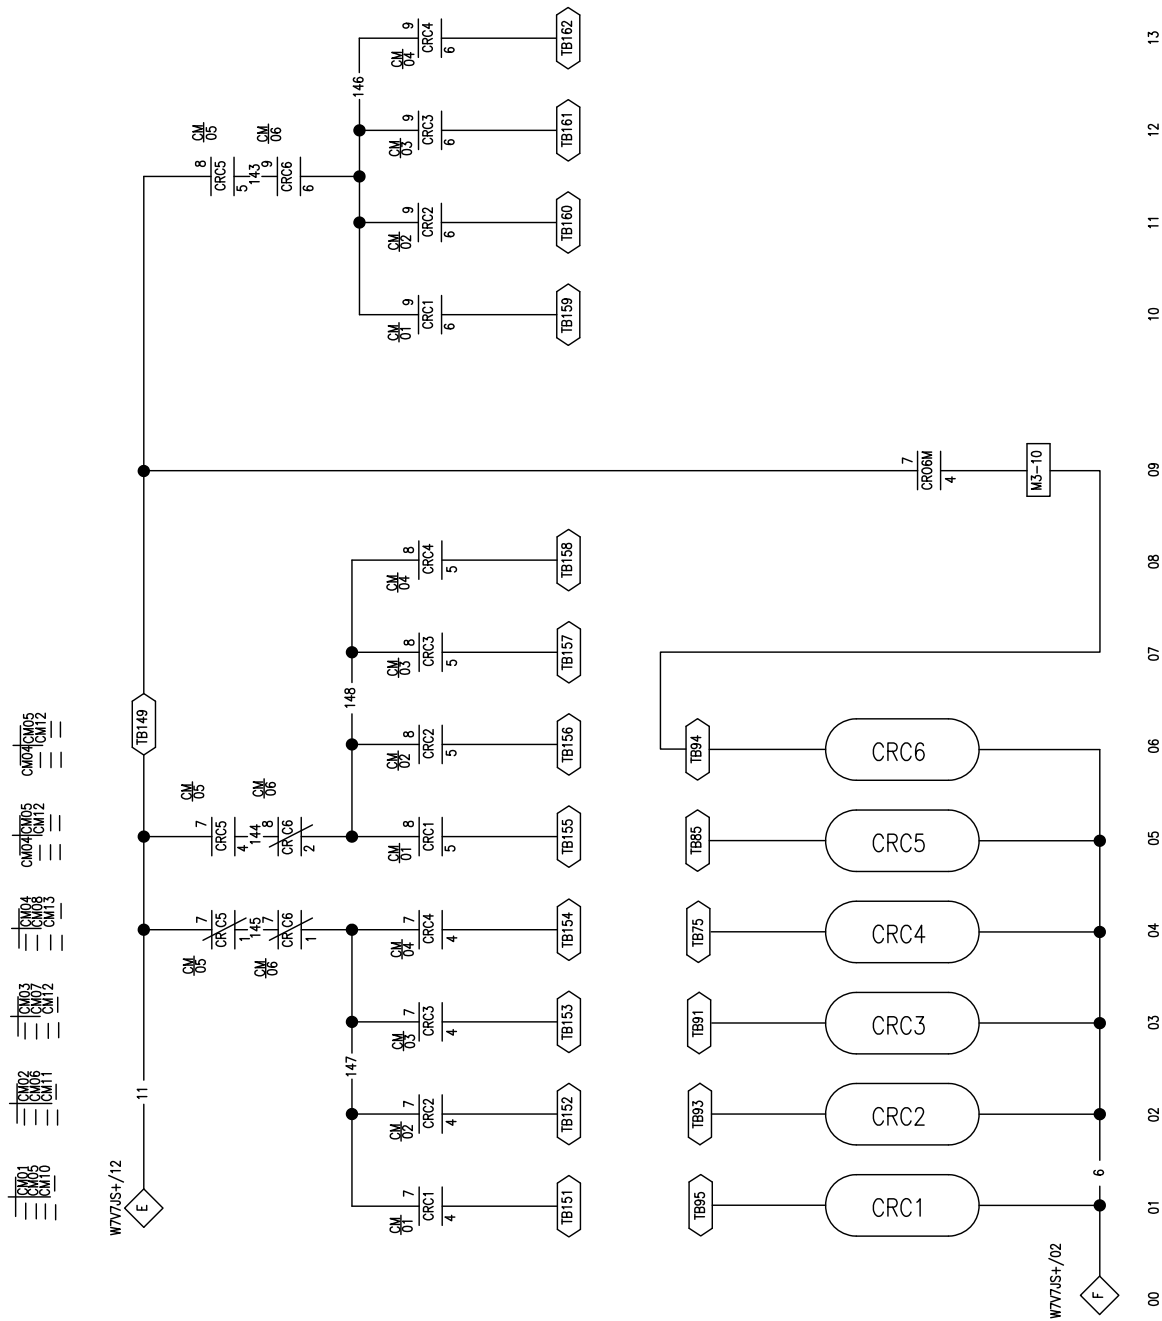 13
12
11
10
09
08
07
06
05
04
03
02
01
00
CM04 CM05
CM12
CM04 CM05
CM12
CM04
CM08
CM13
CM03
CM07
CM12
CM02
CM06
CM11
CM01
CM05
CM10
W7V7JS+/12
E
11
TB149
8
CRC5
5
CM
05
143
9
CRC6
6
CM
06
146
9
CRC4
6
CM
04
TB162
9
CRC3
6
CM
03
TB161
9
CRC2
6
CM
02
TB160
9
CRC1
6
CM
01
TB159
7
CR06M
4
M3-10
7
CRC5
4
CM
05
144
8
CRC6
2
CM
06
148
8
CRC4
5
CM
04
TB158
8
CRC3
5
CM
03
TB157
8
CRC2
5
CM
02
TB156
8
CRC1
5
CM
01
TB155
7
CRC5
1
CM
05
145
7
CRC6
1
CM
06
147
7
CRC4
4
CM
04
TB154
7
CRC3
4
CM
03
TB153
7
CRC2
4
CM
02
TB152
7
CRC1
4
CM
01
TB151
TB94
CRC6
TB85
CRC5
TB75
CRC4
TB91
CRC3
TB93
CRC2
TB95
CRC1
6
W7V7JS+/02
F